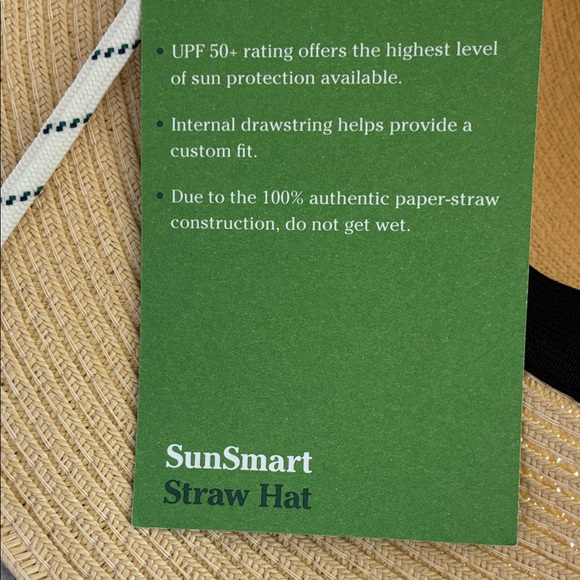 • UPF 50+ rating offers the highest level
of sun protection available.
• Internal drawstring helps provide a
custom fit.
• Due to the 100% authentic paper-straw
construction, do not get wet.
SunSmart
Straw Hat